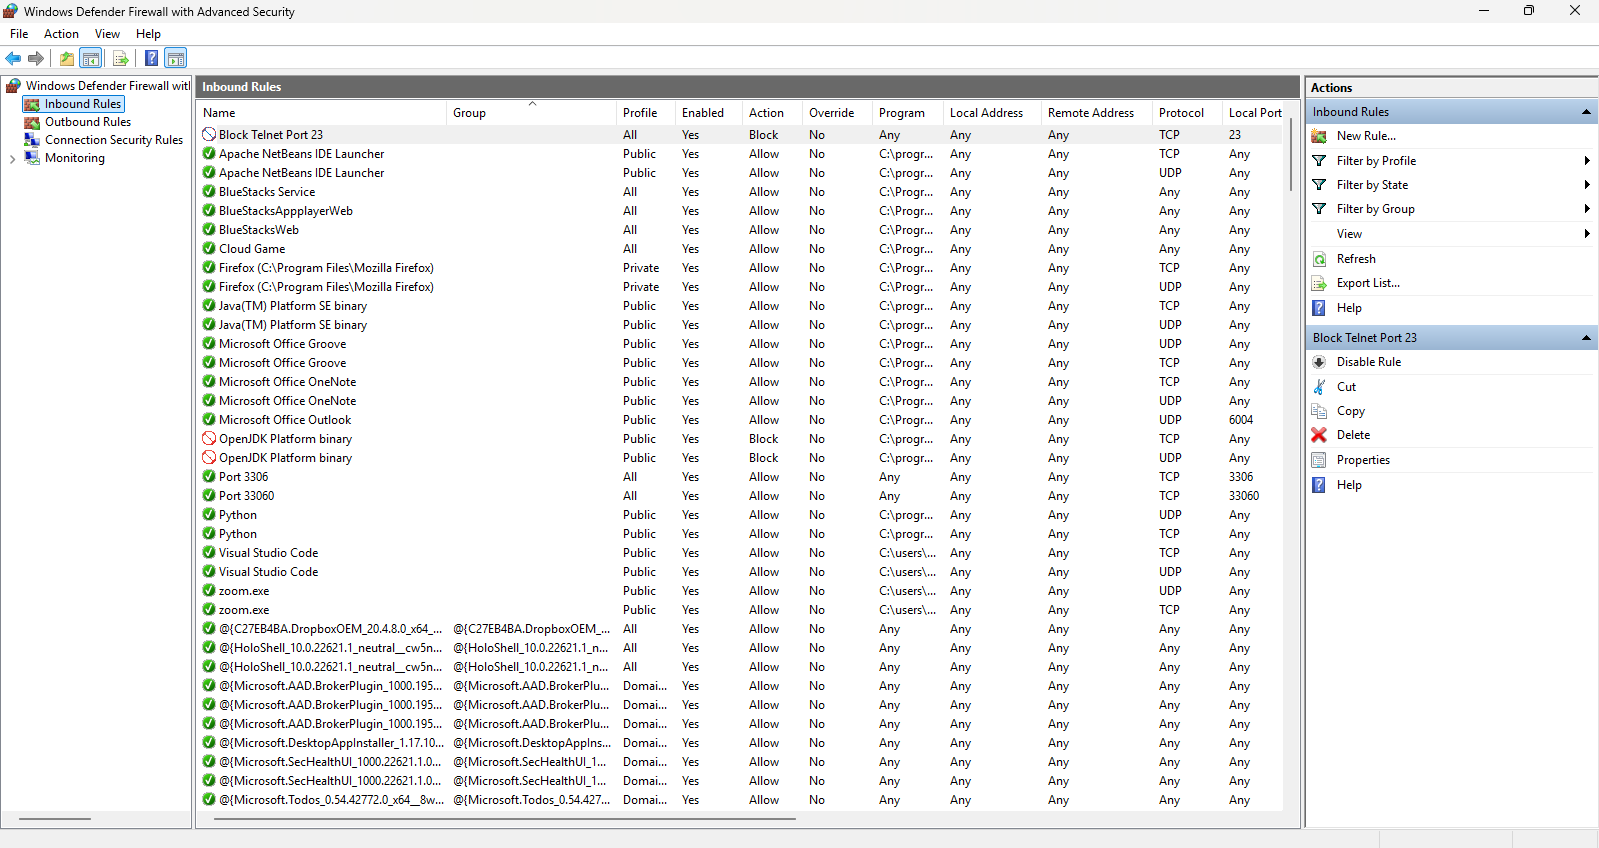 Windows Defender Firewall with Advanced Security
File Action View Help
Windows Defender Firewall witl
Inbound Rules
Outbound Rules
Connection Security Rules
Monitoring
Inbound Rules
Name Group Profile Enabled Action Override Program Local Address Remote Address Protocol Local Port
Block Telnet Port 23 All Yes Block No Any Any Any TCP 23
Apache NetBeans IDE Launcher Public Yes Allow No C:\progr... Any Any TCP Any
Apache NetBeans IDE Launcher Public Yes Allow No C:\progr... Any Any UDP Any
BlueStacks Service All Yes Allow No C:\Progr... Any Any Any Any
BlueStacksAppplayerWeb All Yes Allow No C:\Progr... Any Any Any Any
BlueStacksWeb All Yes Allow No C:\Progr... Any Any Any Any
Cloud Game All Yes Allow No C:\Progr... Any Any Any Any
Firefox (C:\Program Files\Mozilla Firefox) Private Yes Allow No C:\Progr... Any Any TCP Any
Firefox (C:\Program Files\Mozilla Firefox) Private Yes Allow No C:\Progr... Any Any UDP Any
Java(TM) Platform SE binary Public Yes Allow No C:\progr... Any Any TCP Any
Java(TM) Platform SE binary Public Yes Allow No C:\progr... Any Any UDP Any
Microsoft Office Groove Public Yes Allow No C:\Progr... Any Any UDP Any
Microsoft Office Groove Public Yes Allow No C:\Progr... Any Any TCP Any
Microsoft Office OneNote Public Yes Allow No C:\Progr... Any Any TCP Any
Microsoft Office OneNote Public Yes Allow No C:\Progr... Any Any UDP Any
Microsoft Office Outlook Public Yes Allow No C:\Progr... Any Any UDP 6004
OpenJDK Platform binary Public Yes Block No C:\progr... Any Any TCP Any
OpenJDK Platform binary Public Yes Block No C:\progr... Any Any UDP Any
Port 3306 All Yes Allow No Any Any Any TCP 3306
Port 33060 All Yes Allow No Any Any Any TCP 33060
Python Public Yes Allow No C:\progr... Any Any UDP Any
Python Public Yes Allow No C:\progr... Any Any TCP Any
Visual Studio Code Public Yes Allow No C:\users\... Any Any TCP Any
Visual Studio Code Public Yes Allow No C:\users\... Any Any UDP Any
zoom.exe Public Yes Allow No C:\users\... Any Any UDP Any
zoom.exe Public Yes Allow No C:\users\... Any Any TCP Any
@{C27EB4BA.DropboxOEM_20.4.8.0_x64_... @{C27EB4BA.DropboxOEM_... All Yes Allow No Any Any Any Any Any
@{HoloShell_10.0.22621.1_neutral__cw5n... @{HoloShell_10.0.22621.1_n... All Yes Allow No Any Any Any Any Any
@{HoloShell_10.0.22621.1_neutral__cw5n... @{HoloShell_10.0.22621.1_n... All Yes Allow No Any Any Any Any Any
@{Microsoft.AAD.BrokerPlugin_1000.195... @{Microsoft.AAD.BrokerPlu... Domai... Yes Allow No Any Any Any Any Any
@{Microsoft.AAD.BrokerPlugin_1000.195... @{Microsoft.AAD.BrokerPlu... Domai... Yes Allow No Any Any Any Any Any
@{Microsoft.AAD.BrokerPlugin_1000.195... @{Microsoft.AAD.BrokerPlu... Domai... Yes Allow No Any Any Any Any Any
@{Microsoft.DesktopAppInstaller_1.17.10... @{Microsoft.DesktopAppIns... Domai... Yes Allow No Any Any Any Any Any
@{Microsoft.SecHealthUI_1000.22621.1.0... @{Microsoft.SecHealthUI_1... Domai... Yes Allow No Any Any Any Any Any
@{Microsoft.SecHealthUI_1000.22621.1.0... @{Microsoft.SecHealthUI_1... Domai... Yes Allow No Any Any Any Any Any
@{Microsoft.Todos_0.54.42772.0_x64__8w... @{Microsoft.Todos_0.54.427... Domai... Yes Allow No Any Any Any Any Any
Actions
Inbound Rules
New Rule...
Filter by Profile
Filter by State
Filter by Group
View
Refresh
Export List...
Help
Block Telnet Port 23
Disable Rule
Cut
Copy
Delete
Properties
Help